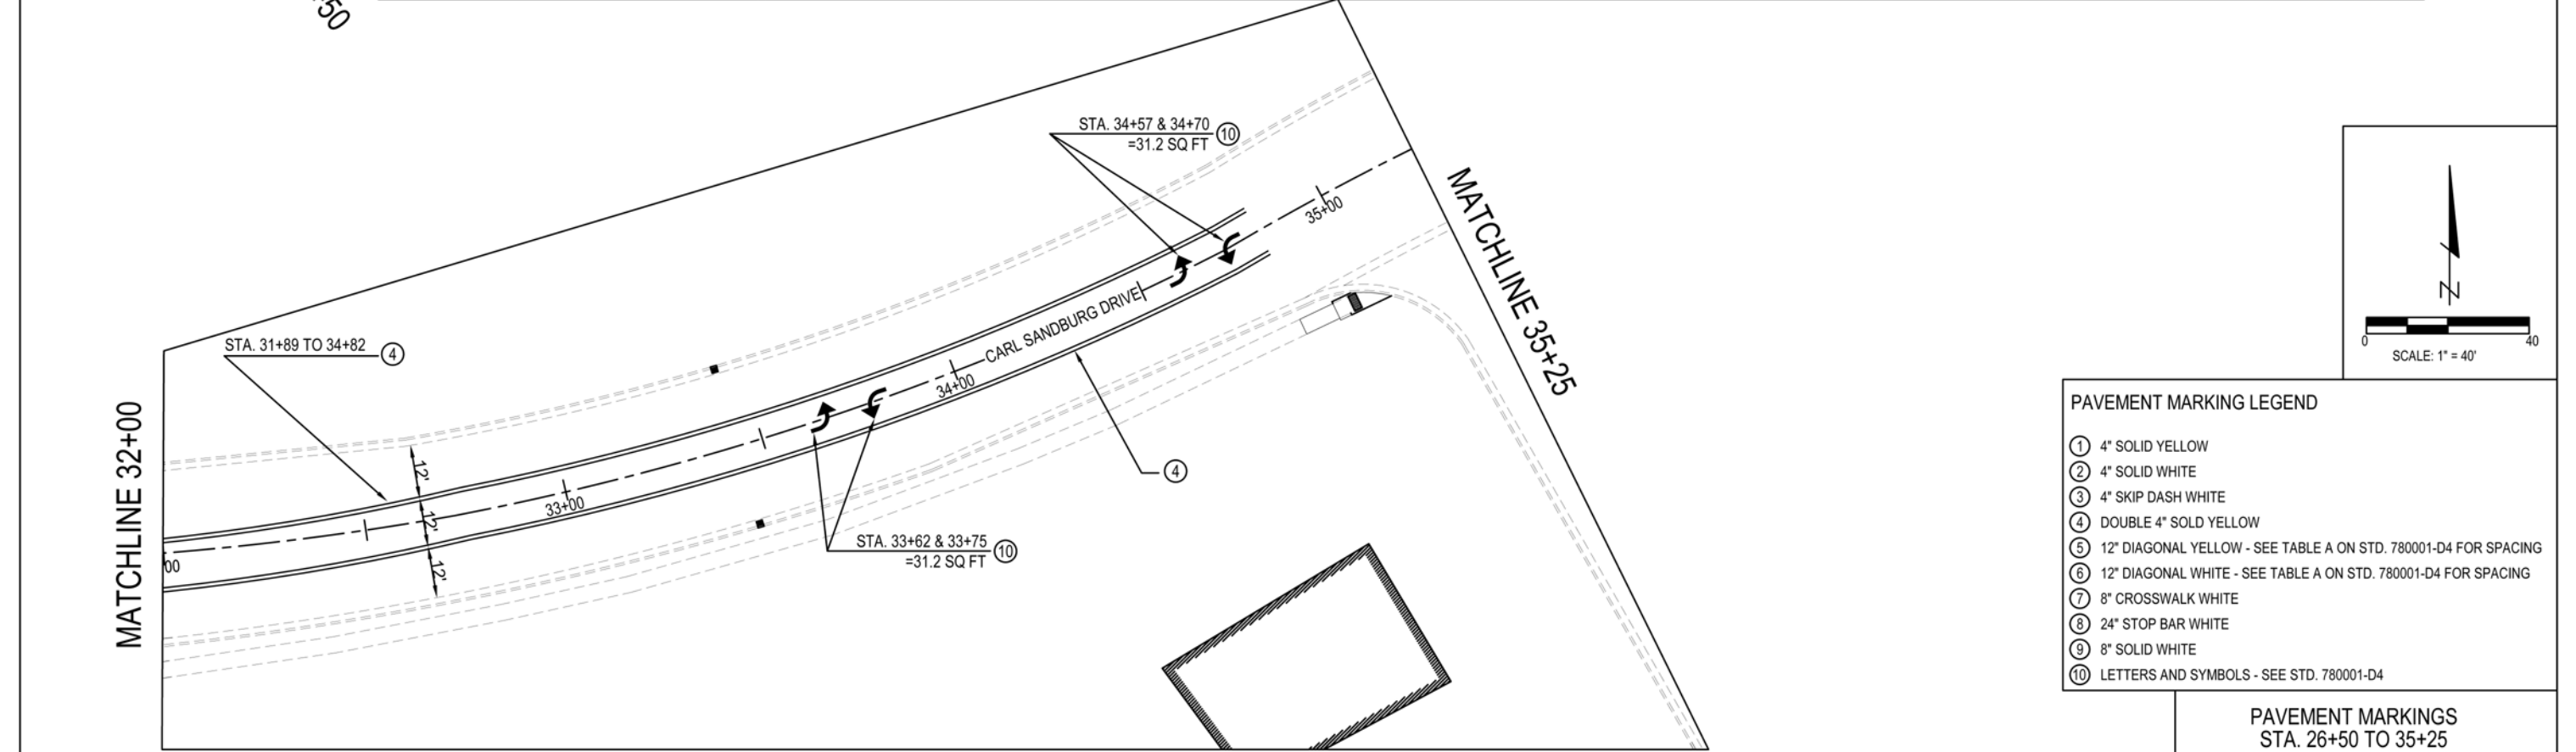 50
STA. 34+57 & 34+70 10
=31.2 SQ FT
35+00
MATCHLINE 35+25
CARL SANDBURG DRIVE
STA. 31+89 TO 34+82 4
34+00
MATCHLINE 32+00
12'
12'
12'
33+00
00
4
STA. 33+62 & 33+75 10
=31.2 SQ FT
N
0 40
SCALE: 1" = 40'
PAVEMENT MARKING LEGEND
1 4" SOLID YELLOW
2 4" SOLID WHITE
3 4" SKIP DASH WHITE
4 DOUBLE 4" SOLD YELLOW
5 12" DIAGONAL YELLOW - SEE TABLE A ON STD. 780001-D4 FOR SPACING
6 12" DIAGONAL WHITE - SEE TABLE A ON STD. 780001-D4 FOR SPACING
7 8" CROSSWALK WHITE
8 24" STOP BAR WHITE
9 8" SOLID WHITE
10 LETTERS AND SYMBOLS - SEE STD. 780001-D4
PAVEMENT MARKINGS
STA. 26+50 TO 35+25